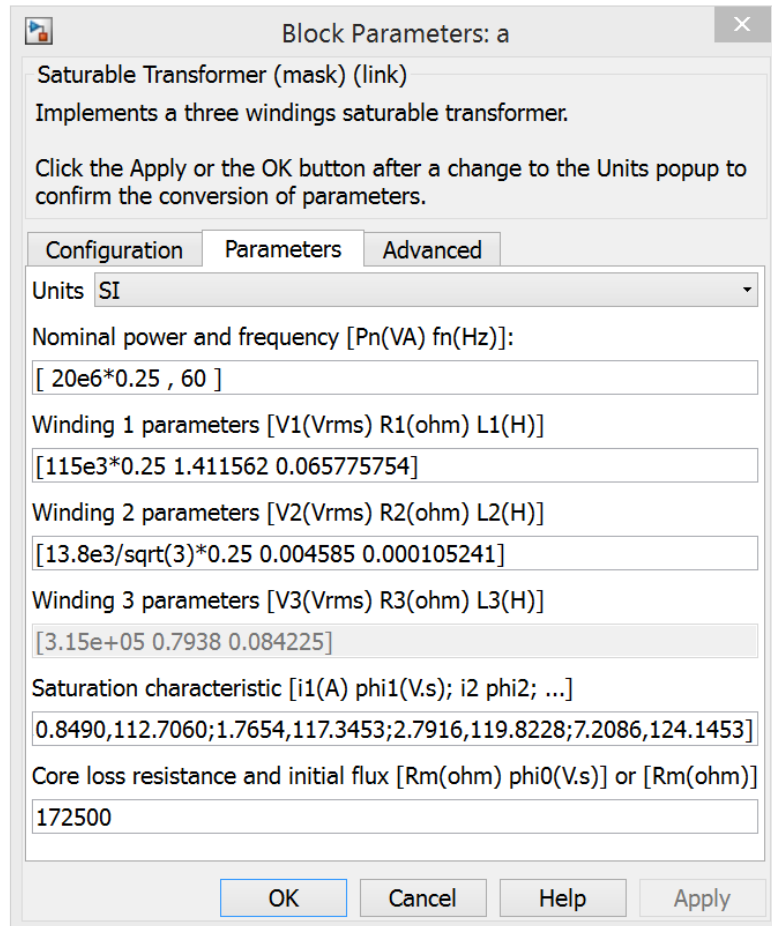 Block Parameters: a
Saturable Transformer (mask) (link)
Implements a three windings saturable transformer.
Click the Apply or the OK button after a change to the Units popup to
confirm the conversion of parameters.
Configuration Parameters Advanced
Units SI
Nominal power and frequency [Pn(VA) fn(Hz)]:
[ 20e6*0.25 , 60 ]
Winding 1 parameters [V1(Vrms) R1(ohm) L1(H)]
[115e3*0.25 1.411562 0.065775754]
Winding 2 parameters [V2(Vrms) R2(ohm) L2(H)]
[13.8e3/sqrt(3)*0.25 0.004585 0.000105241]
Winding 3 parameters [V3(Vrms) R3(ohm) L3(H)]
[3.15e+05 0.7938 0.084225]
Saturation characteristic [i1(A) phi1(V.s); i2 phi2; ...]
0.8490,112.7060;1.7654,117.3453;2.7916,119.8228;7.2086,124.1453]
Core loss resistance and initial flux [Rm(ohm) phi0(V.s)] or [Rm(ohm)]
172500
OK Cancel Help Apply